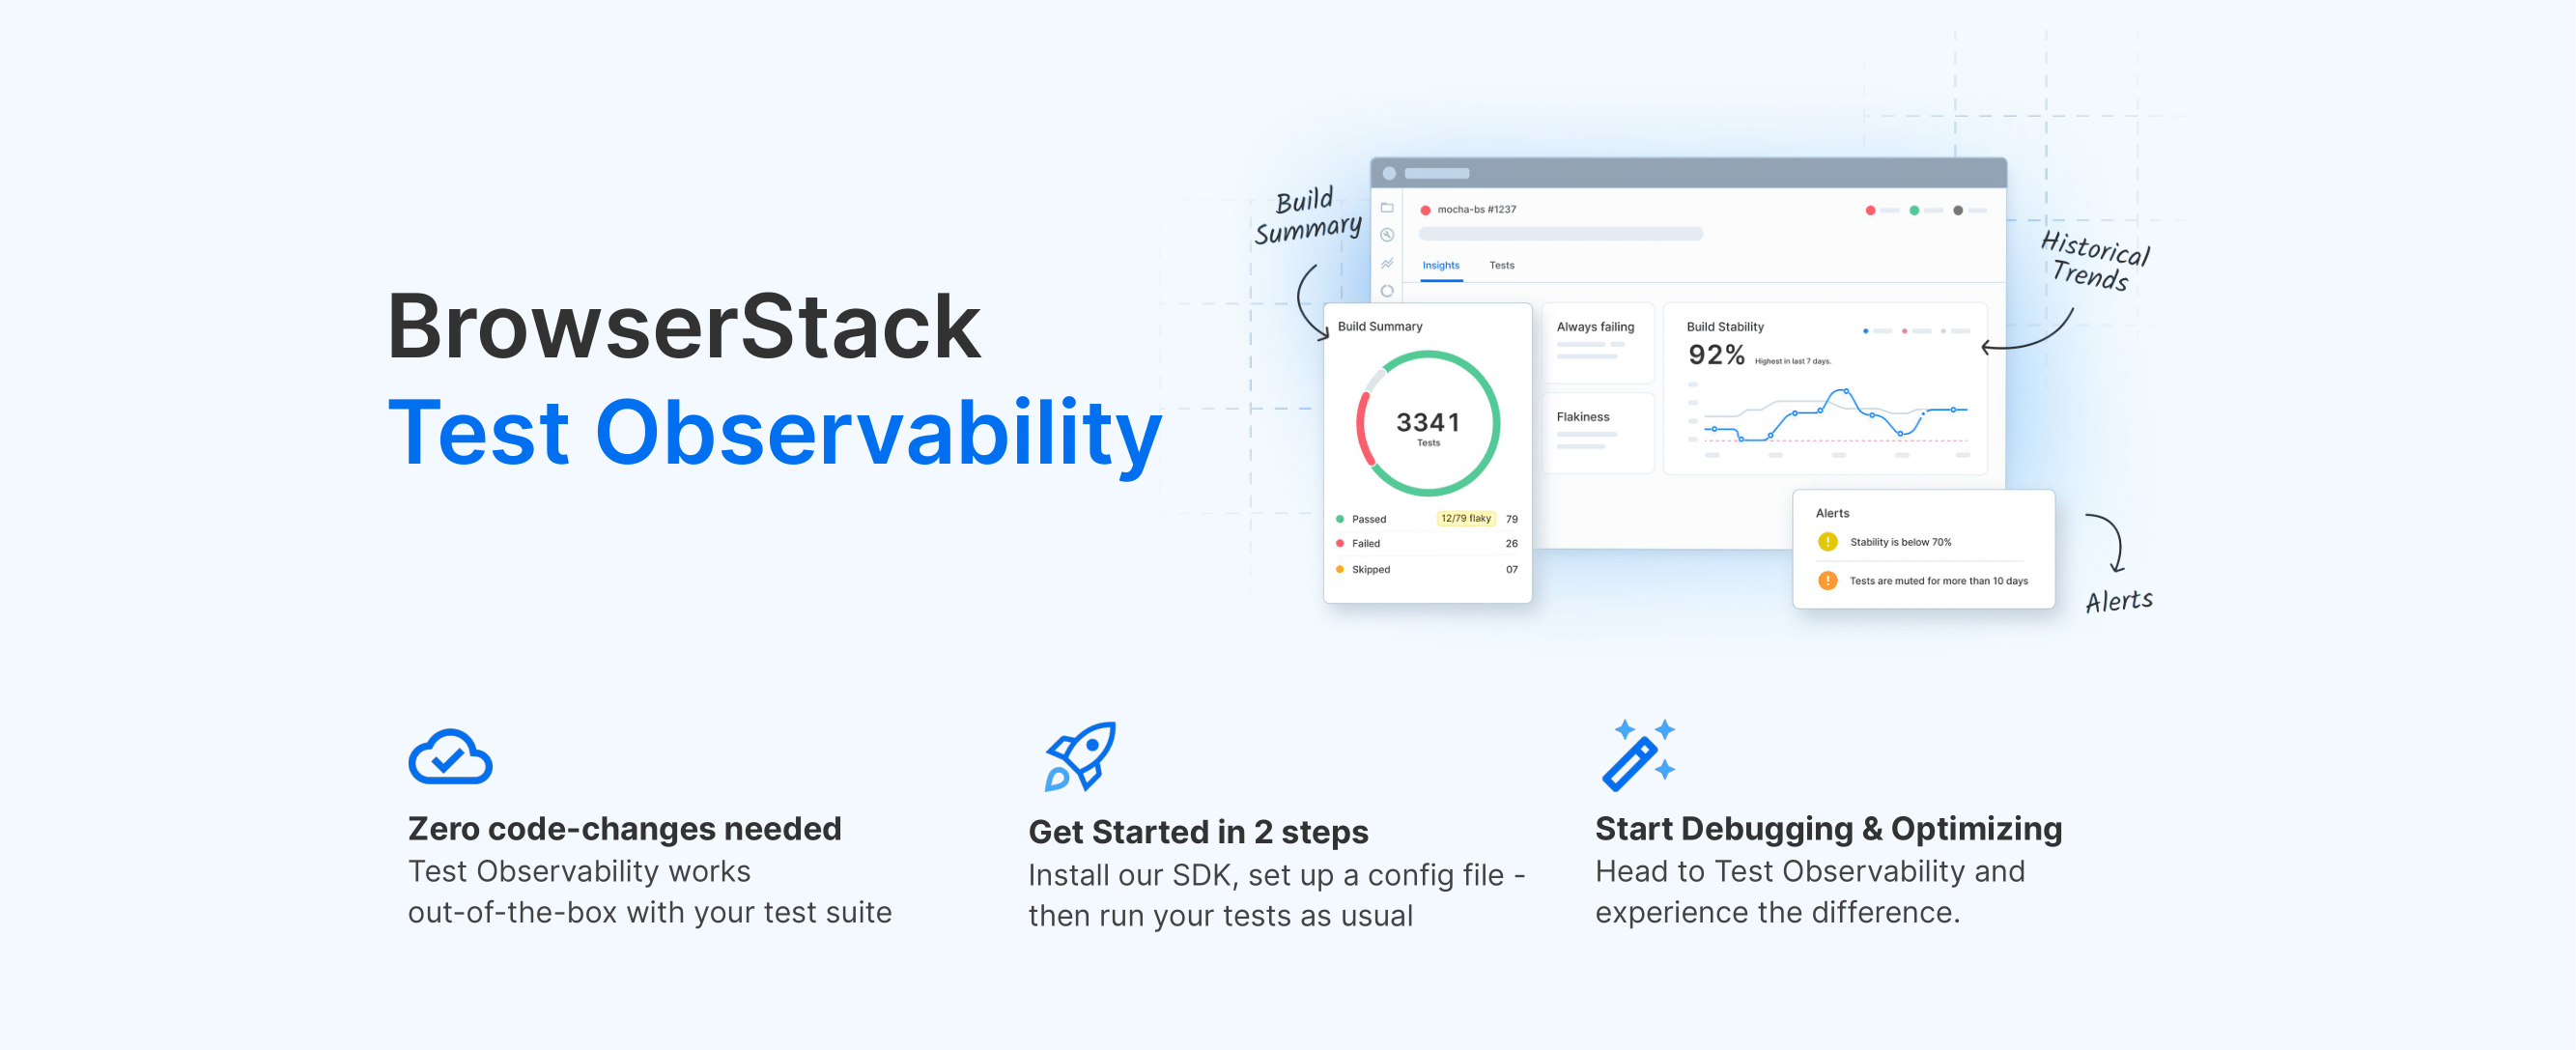 BrowserStack
Test Observability
Build
Summary
mocha-bs #1237
Insights Tests
Historical
Trends
Build Summary
3341
Tests
Passed 12/79 flaky 79
Failed 26
Skipped 07
Always failing
Flakiness
Build Stability
92% Highest in last 7 days.
Alerts
Stability is below 70%
Tests are muted for more than 10 days
Alerts
Zero code-changes needed
Test Observability works
out-of-the-box with your test suite
Get Started in 2 steps
Install our SDK, set up a config file -
then run your tests as usual
Start Debugging & Optimizing
Head to Test Observability and
experience the difference.